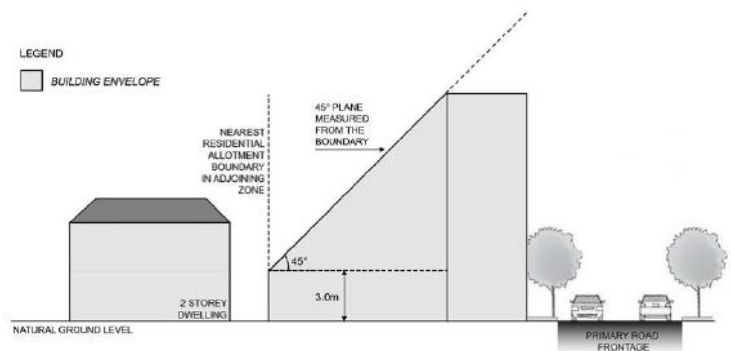 LEGEND
BUILDING ENVELOPE
45° PLANE
MEASURED
FROM THE
BOUNDARY
NEAREST
RESIDENTIAL
ALLOTMENT
BOUNDARY
IN ADJOINING
ZONE
45°
3.0m
2 STOREY
DWELLING
NATURAL GROUND LEVEL
PRIMARY ROAD
FRONTAGE